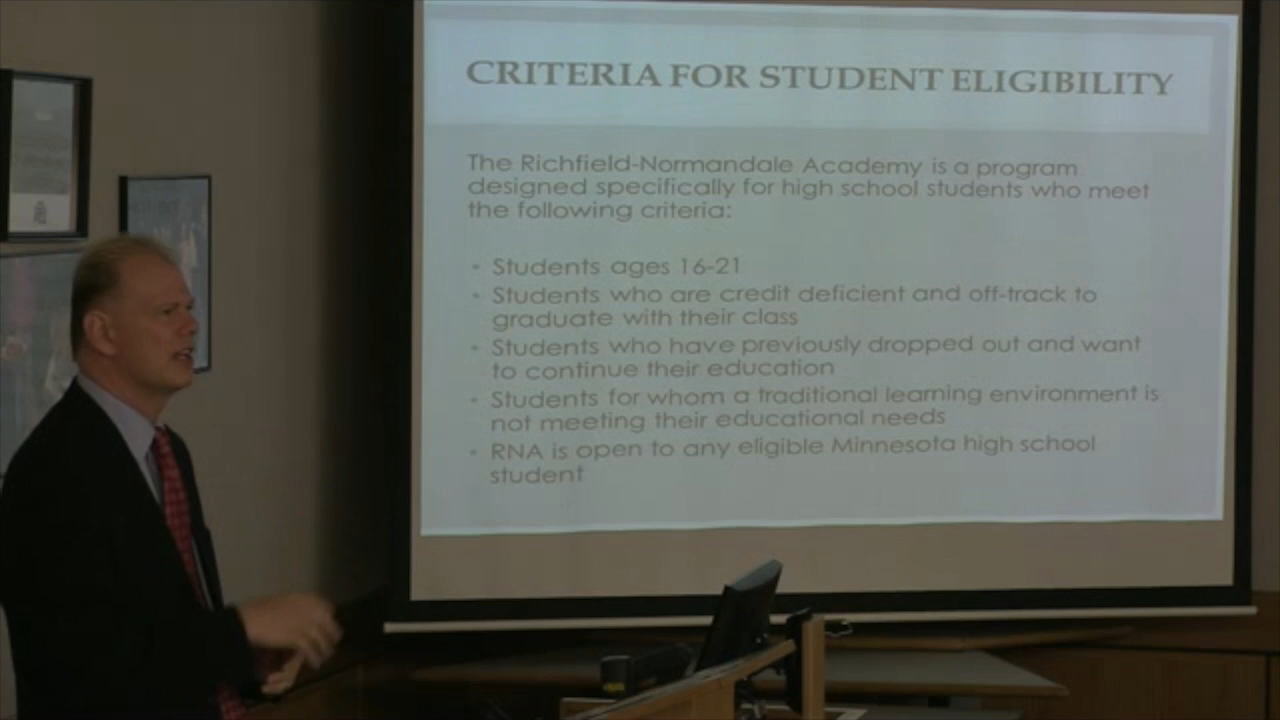 CRITERIA FOR STUDENT ELIGIBILITY
The Richfield-Normandale Academy is a program
designed specifically for high school students who meet
the following criteria:
• Students ages 16-21
• Students who are credit deficient and off-track to
graduate with their class
• Students who have previously dropped out and want
to continue their education
• Students for whom a traditional learning environment is
not meeting their educational needs
• RNA is open to any eligible Minnesota high school
student